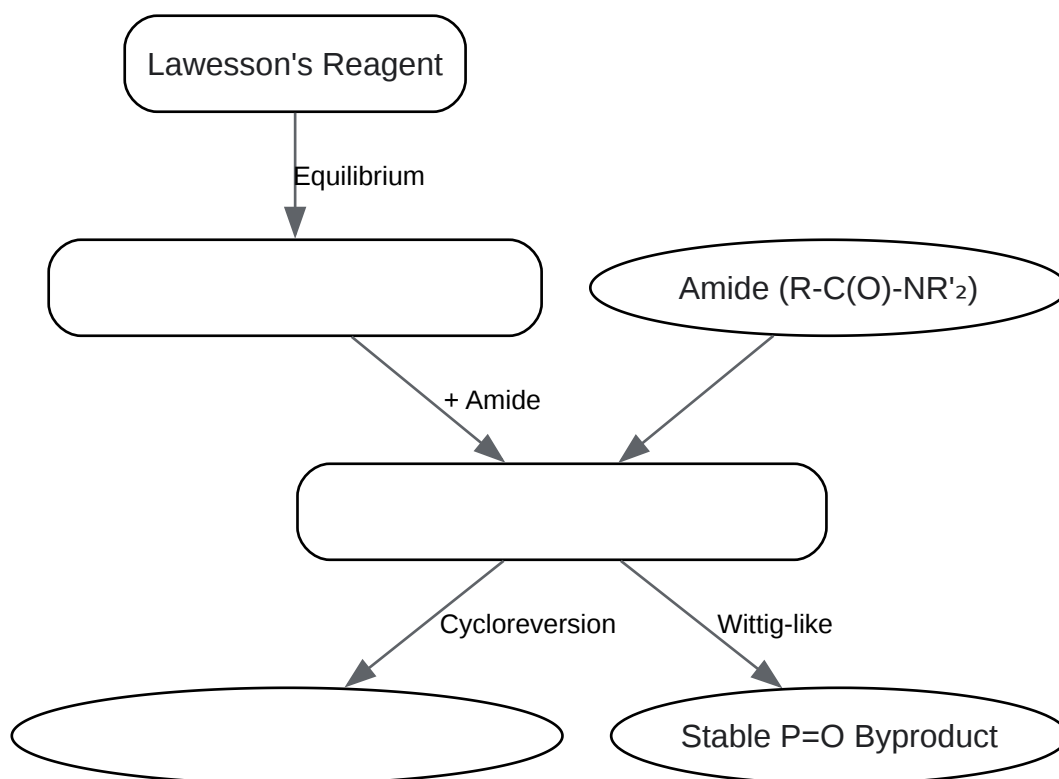 Lawesson's Reagent
Equilibrium
Amide (R-C(O)-NR'₂)
+ Amide
Cycloreversion
Wittig-like
Stable P=O Byproduct